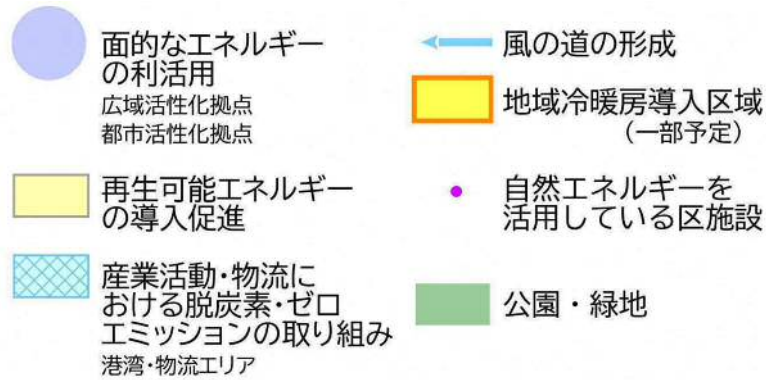 面的なエネルギー
の利活用
広域活性化拠点
都市活性化拠点
再生可能エネルギー
の導入促進
産業活動・物流に
おける脱炭素・ゼロ
エミッションの取り組み
港湾・物流エリア
風の道の形成
地域冷暖房導入区域
（一部予定）
自然エネルギーを
活用している区施設
公園・緑地